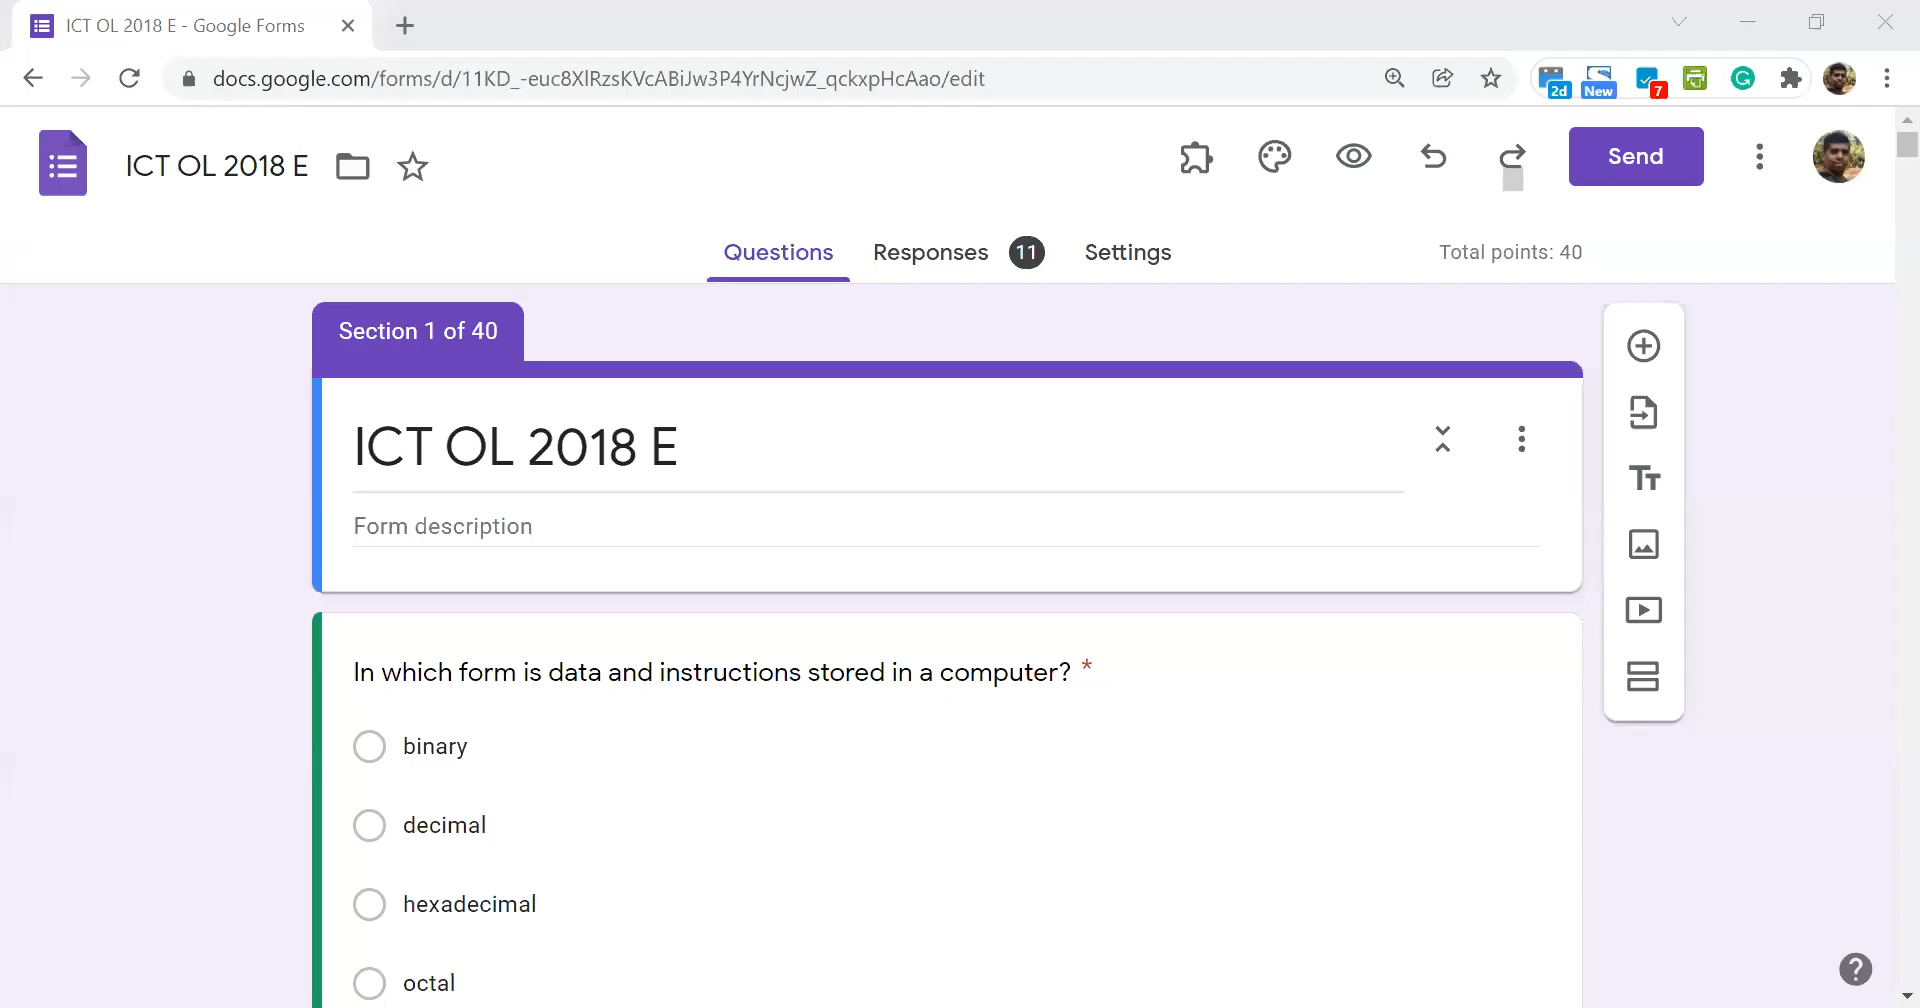 ICT OL 2018 E - Google Forms
docs.google.com/forms/d/11KD_-euc8XlRzsKVcABiJw3P4YrNcjwZ_qckxpHcAao/edit
2d
New
7
ICT OL 2018 E
Send
Questions
Responses 11
Settings
Total points: 40
Section 1 of 40
ICT OL 2018 E
Form description
In which form is data and instructions stored in a computer? *
binary
decimal
hexadecimal
octal